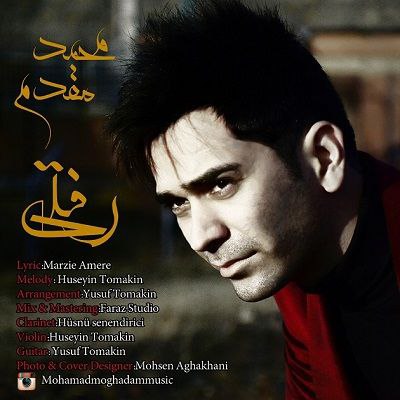 محمد
مقدم
رفتی
Lyric:Marzie Amere
Melody: Huseyin Tomakin
Arrangement:Yusuf Tomakin
Mix & Mastering:Faraz Studio
Clarinet:Hüsnü senendirici
Violin:Huseyin Tomakin
Guitar: Yusuf Tomakin
Photo & Cover Designer:Mohsen Aghakhani
Mohamadmoghadammusic